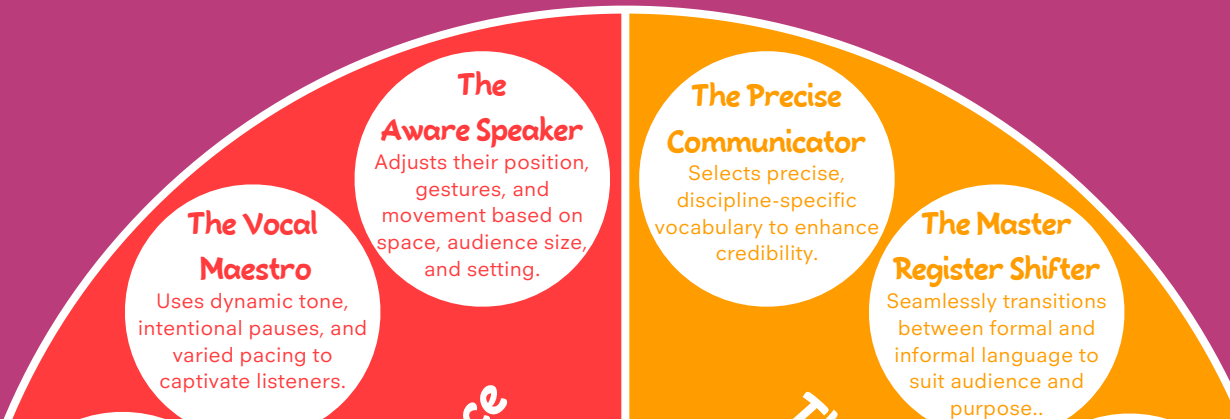 The
Aware Speaker
Adjusts their position,
gestures, and
movement based on
space, audience size,
and setting.
The Precise
Communicator
Selects precise,
discipline-specific
vocabulary to enhance
credibility.
The Vocal
Maestro
Uses dynamic tone,
intentional pauses, and
varied pacing to
captivate listeners.
The Master
Register Shifter
Seamlessly transitions
between formal and
informal language to
suit audience and
purpose..